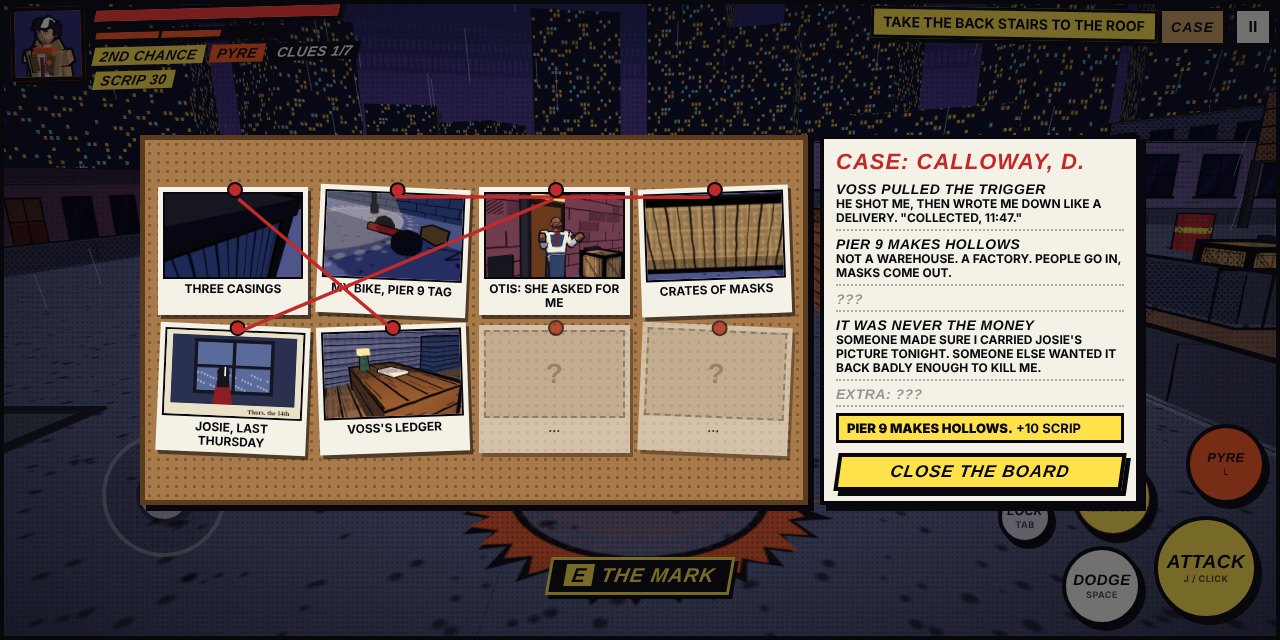 2ND CHANCE
PYRE
CLUES 1/7
SCRIP 30
TAKE THE BACK STAIRS TO THE ROOF
CASE
THREE CASINGS
MY BIKE, PIER 9 TAG
OTIS: SHE ASKED FOR
ME
CRATES OF MASKS
Thurs. the 14th
JOSIE, LAST
THURSDAY
VOSS'S LEDGER
?
...
?
...
CASE: CALLOWAY, D.
VOSS PULLED THE TRIGGER
HE SHOT ME, THEN WROTE ME DOWN LIKE A
DELIVERY. "COLLECTED, 11:47."
PIER 9 MAKES HOLLOWS
NOT A WAREHOUSE. A FACTORY. PEOPLE GO IN,
MASKS COME OUT.
???
IT WAS NEVER THE MONEY
SOMEONE MADE SURE I CARRIED JOSIE'S
PICTURE TONIGHT. SOMEONE ELSE WANTED IT
BACK BADLY ENOUGH TO KILL ME.
EXTRA: ???
PIER 9 MAKES HOLLOWS. +10 SCRIP
CLOSE THE BOARD
E THE MARK
PYRE
L
LOCK
TAB
ATTACK
J / CLICK
DODGE
SPACE